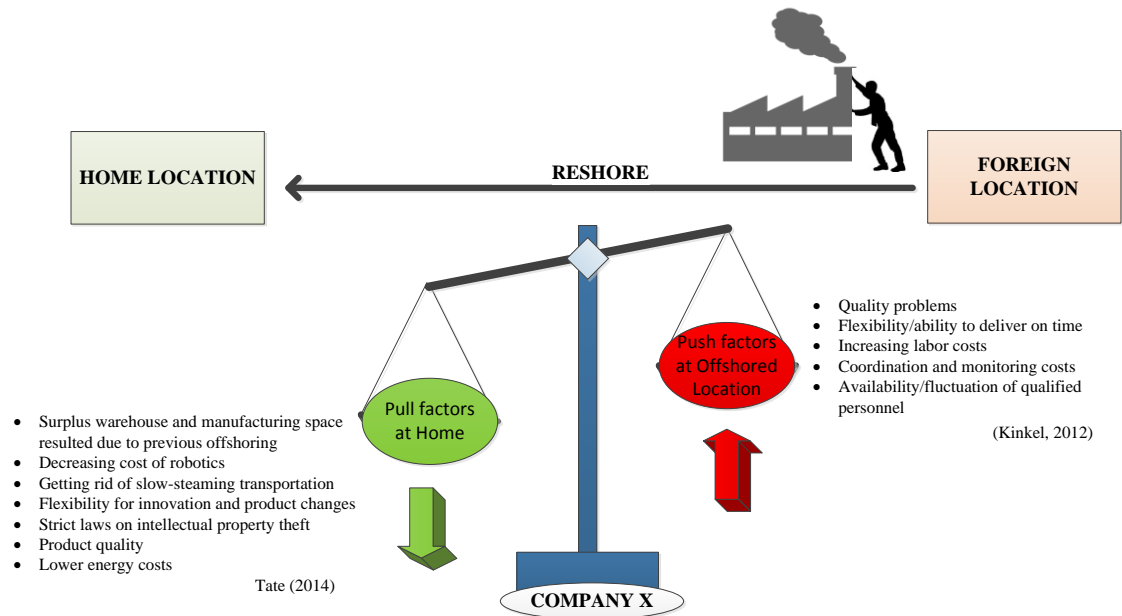 HOME LOCATION
RESHORE
FOREIGN
LOCATION
• Quality problems
• Flexibility/ability to deliver on time
• Increasing labor costs
• Coordination and monitoring costs
• Availability/fluctuation of qualified
personnel
(Kinkel, 2012)
Push factors
at Offshored
Location
Pull factors
at Home
• Surplus warehouse and manufacturing space
resulted due to previous offshoring
• Decreasing cost of robotics
• Getting rid of slow-steaming transportation
• Flexibility for innovation and product changes
• Strict laws on intellectual property theft
• Product quality
• Lower energy costs
Tate (2014)
COMPANY X